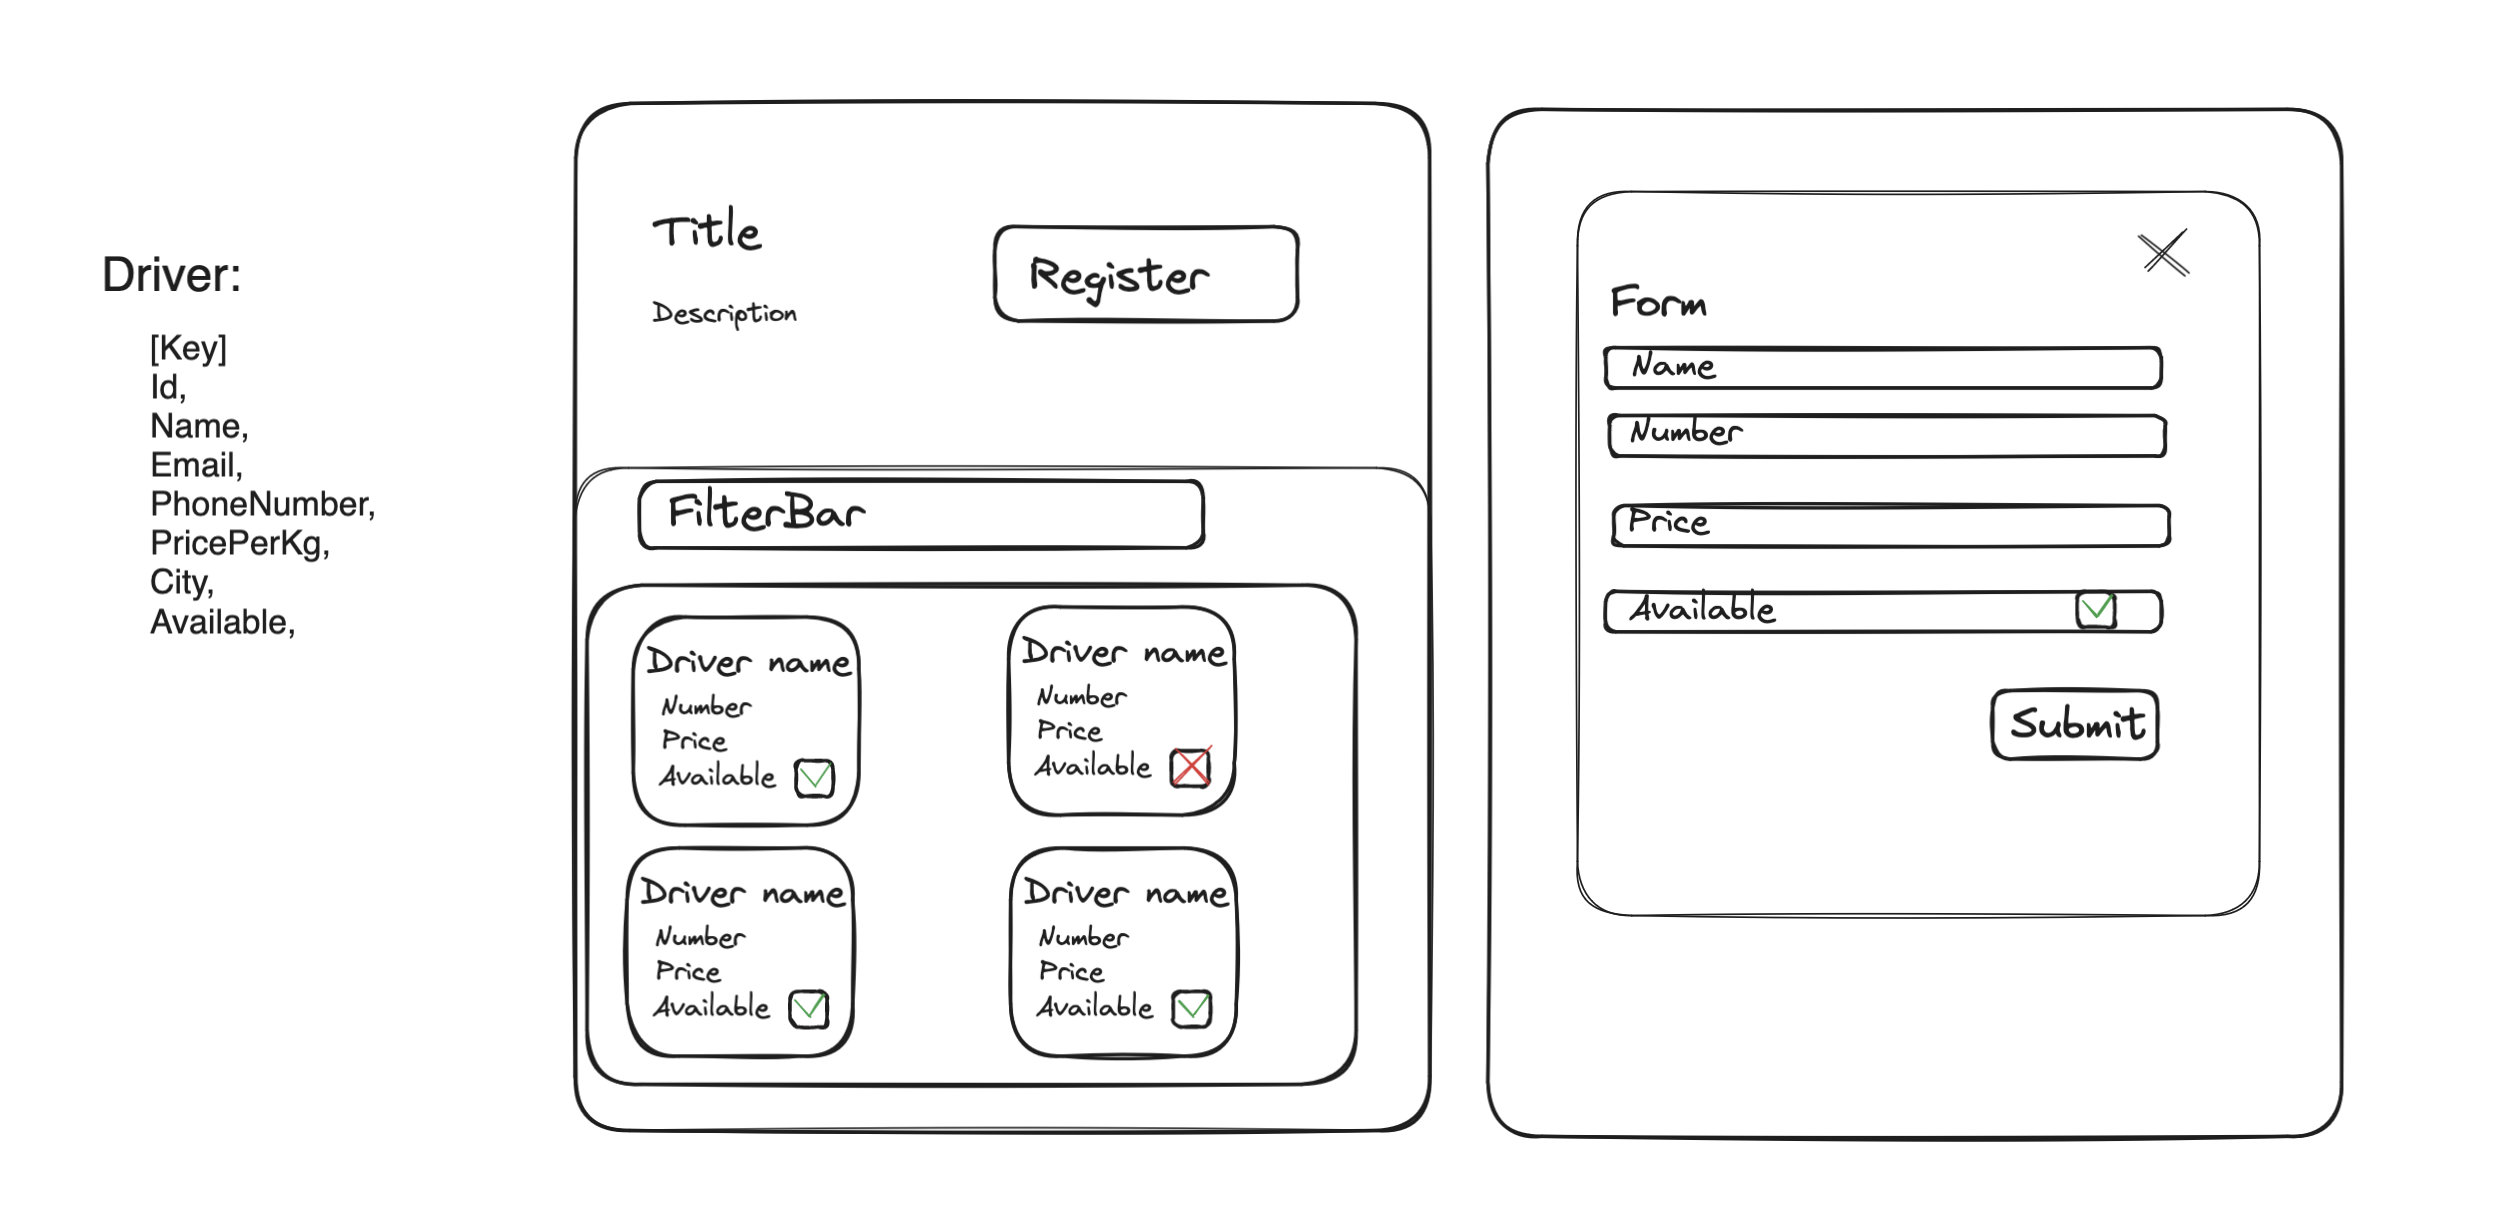 Driver:
[Key]
Id,
Name,
Email,
PhoneNumber,
PricePerKg,
City,
Available,
Title
Description
Register
FilterBar
Driver name
Number
Price
Available
Driver name
Number
Price
Available
Driver name
Number
Price
Available
Driver name
Number
Price
Available
Form
Name
Number
Price
Available
Submit